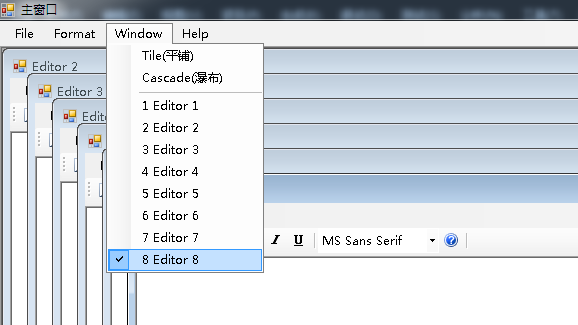 主窗口
File Format Window Help
Tile(平铺)
Cascade(瀑布)
1 Editor 1
2 Editor 2
3 Editor 3
4 Editor 4
5 Editor 5
6 Editor 6
7 Editor 7
8 Editor 8
Editor 2
Editor 3
I U MS Sans Serif